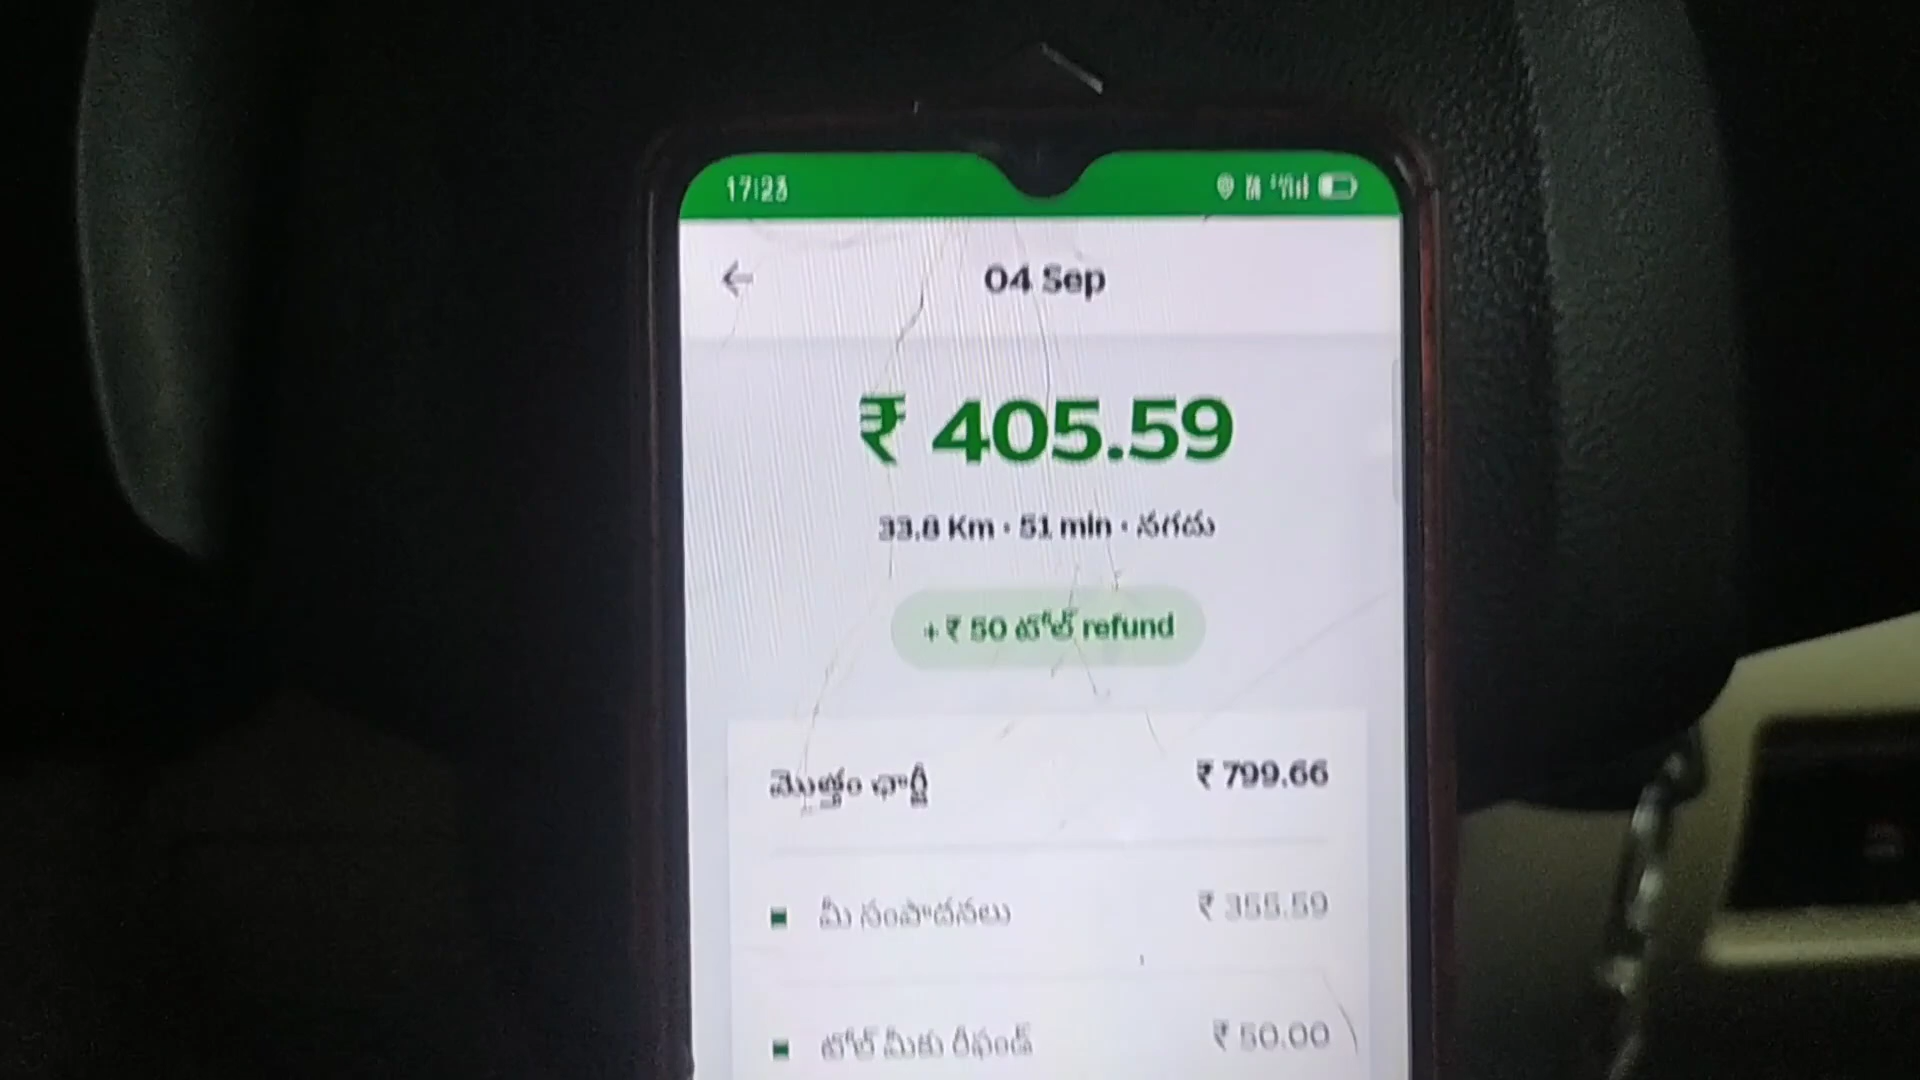 17:23
04 Sep
₹ 405.59
33.8 Km · 51 min · నగదు
+ ₹ 50 టోల్ refund
మొత్తం ఛార్జీ ₹ 799.66
మీ సంపాదనలు ₹ 355.59
టోల్ మీకు రీఫండ్ ₹ 50.00